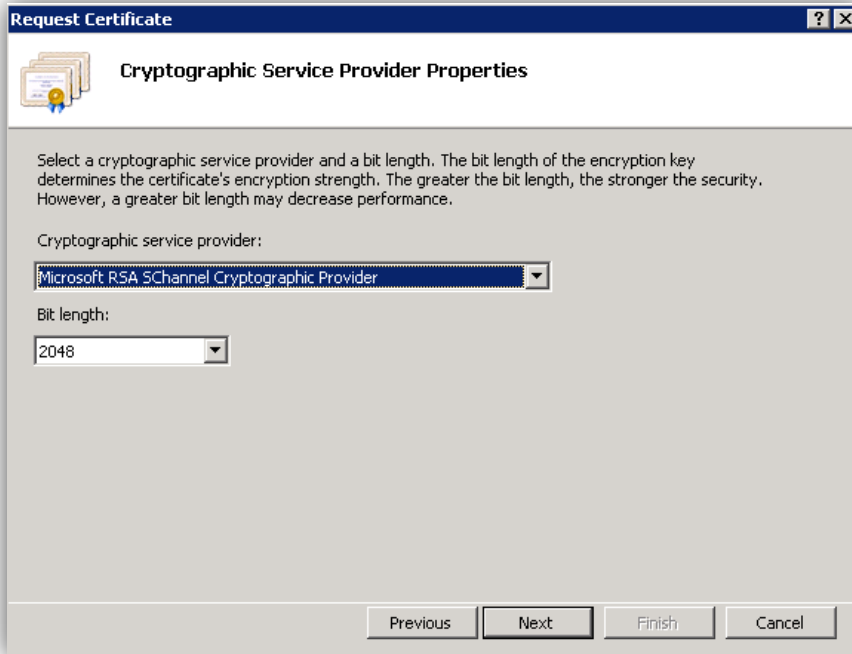 Request Certificate
Cryptographic Service Provider Properties
Select a cryptographic service provider and a bit length. The bit length of the encryption key
determines the certificate's encryption strength. The greater the bit length, the stronger the security.
However, a greater bit length may decrease performance.
Cryptographic service provider:
Microsoft RSA SChannel Cryptographic Provider
Bit length:
2048
Previous Next Finish Cancel